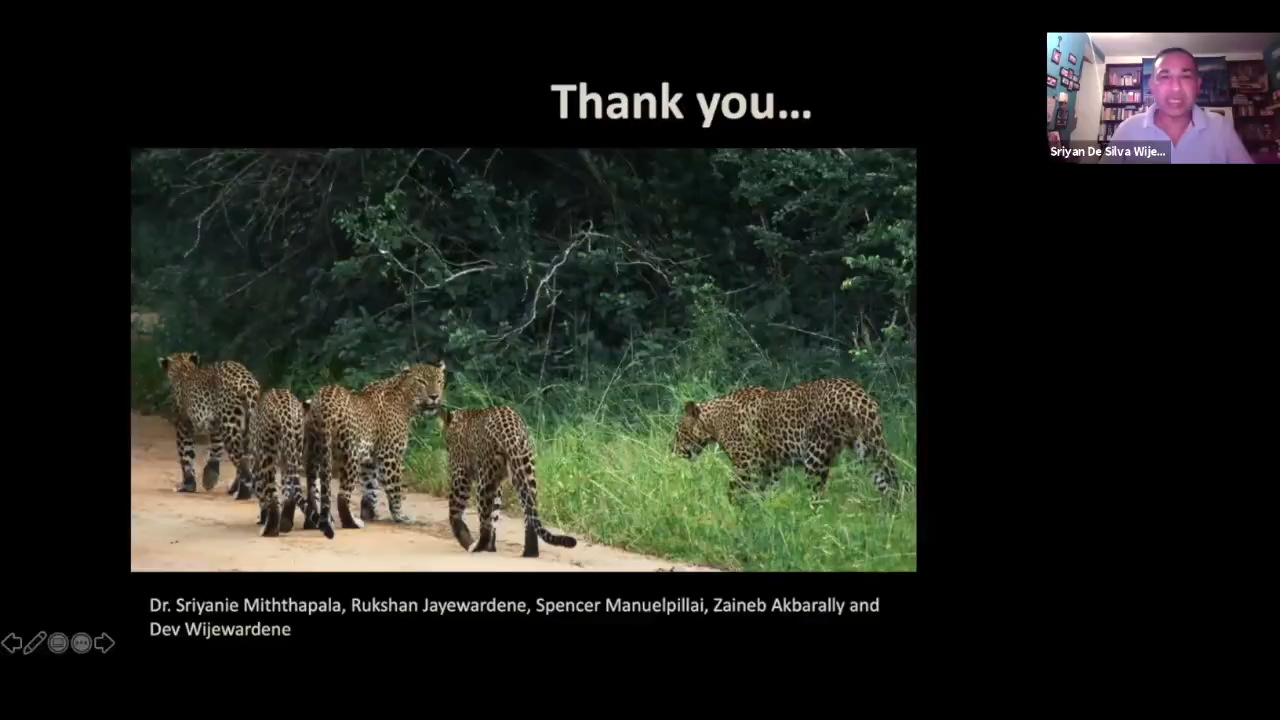 Thank you...
Sriyan De Silva Wije...
Dr. Sriyanie Miththapala, Rukshan Jayewardene, Spencer Manuelpillai, Zaineb Akbarally and
Dev Wijewardene